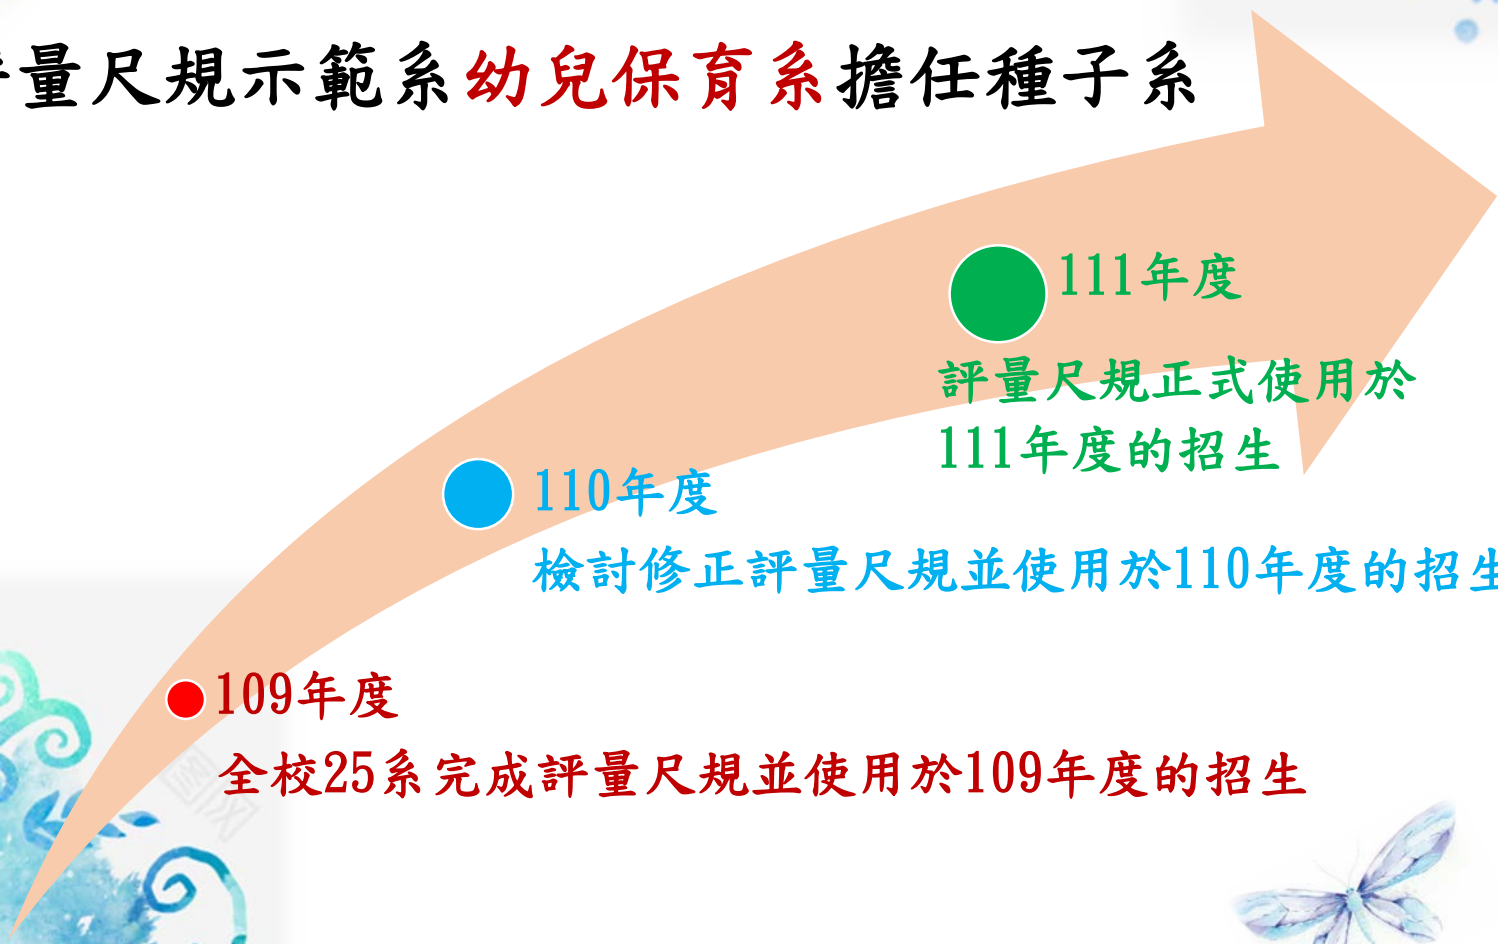 量尺規示範系幼兒保育系擔任種子系
111年度
評量尺規正式使用於
111年度的招生
110年度
檢討修正評量尺規並使用於110年度的招生
109年度
全校25系完成評量尺規並使用於109年度的招生